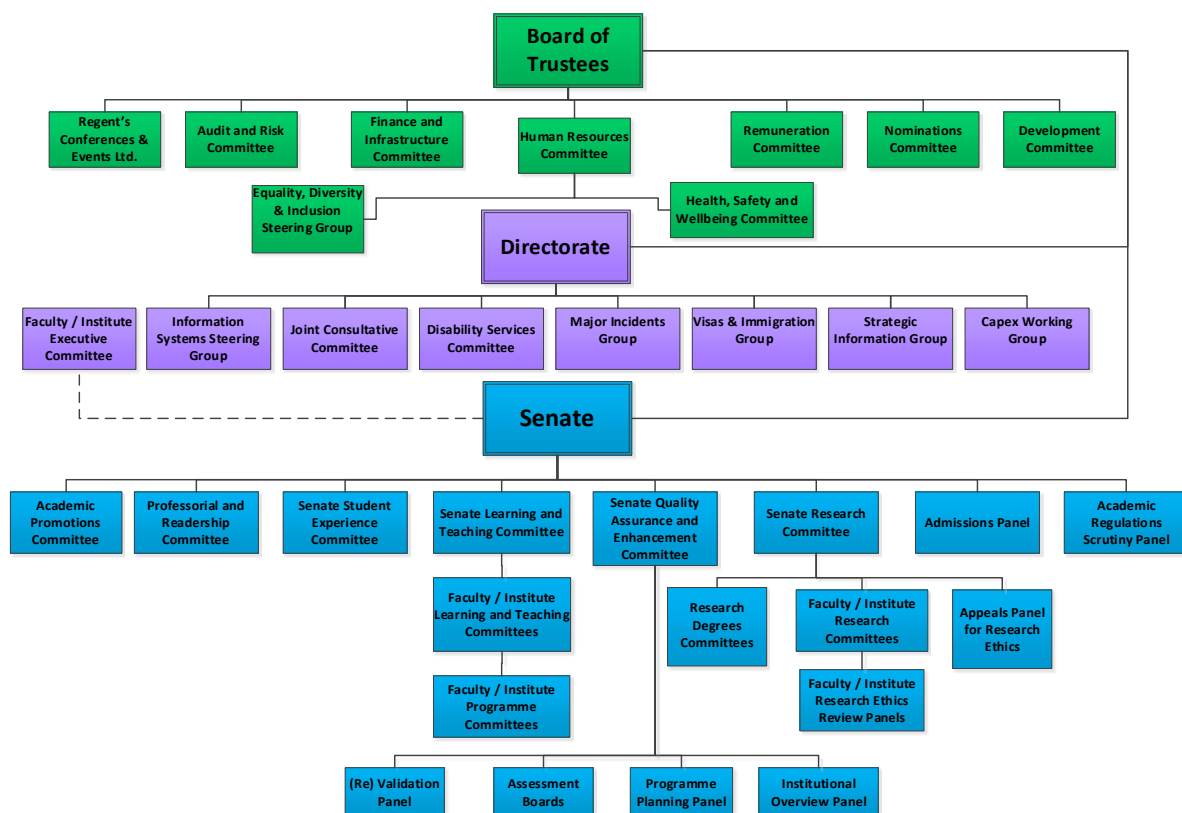 Board of
Trustees
Regent's
Conferences &
Events Ltd.
Audit and Risk
Committee
Finance and
Infrastructure
Committee
Human Resources
Committee
Remuneration
Committee
Nominations
Committee
Development
Committee
Equality, Diversity
& Inclusion
Steering Group
Health, Safety and
Wellbeing Committee
Directorate
Faculty / Institute
Executive
Committee
Information
Systems Steering
Group
Joint Consultative
Committee
Disability Services
Committee
Major Incidents
Group
Visas & Immigration
Group
Strategic
Information Group
Capex Working
Group
Senate
Academic
Promotions
Committee
Professorial and
Readership
Committee
Senate Student
Experience
Committee
Senate Learning and
Teaching Committee
Senate Quality
Assurance and
Enhancement
Committee
Senate Research
Committee
Admissions Panel
Academic
Regulations
Scrutiny Panel
Faculty / Institute
Learning and Teaching
Committees
Research
Degrees
Committees
Faculty / Institute
Research
Committees
Appeals Panel
for Research
Ethics
Faculty / Institute
Programme
Committees
Faculty / Institute
Research Ethics
Review Panels
(Re) Validation
Panel
Assessment
Boards
Programme
Planning Panel
Institutional
Overview Panel